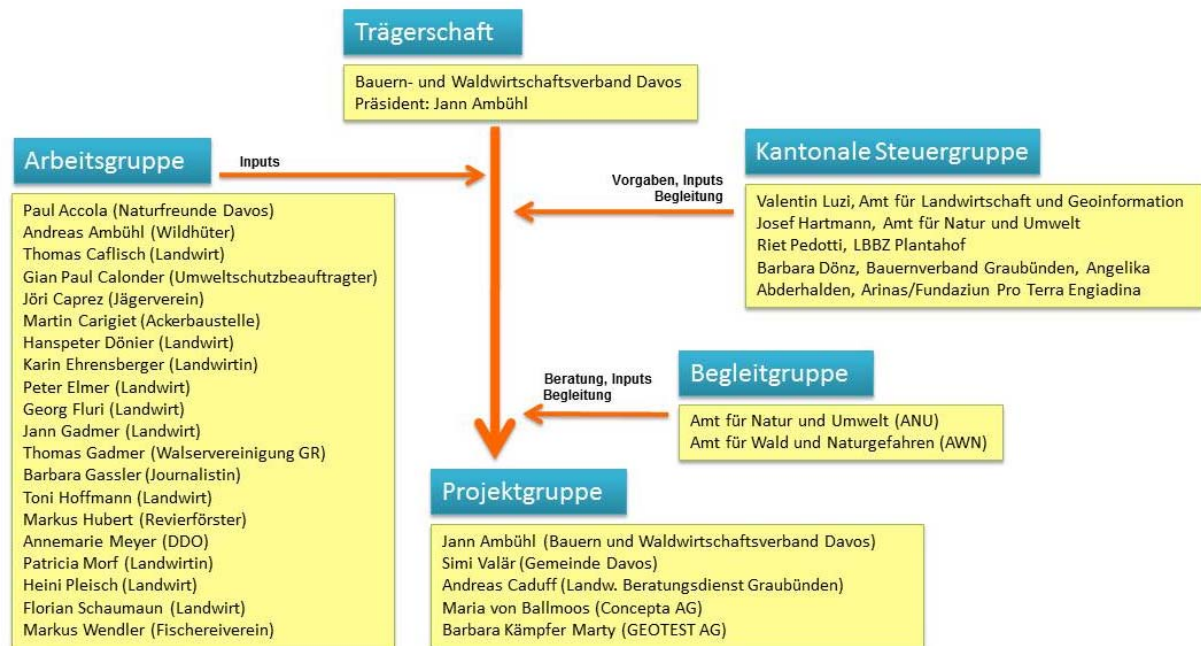 Trägerschaft
Bauern- und Waldwirtschaftsverband Davos
Präsident: Jann Ambühl
Arbeitsgruppe
Inputs
Paul Accola (Naturfreunde Davos)
Andreas Ambühl (Wildhüter)
Thomas Caflisch (Landwirt)
Gian Paul Calonder (Umweltschutzbeauftragter)
Jöri Caprez (Jägerverein)
Martin Carigiet (Ackerbaustelle)
Hanspeter Dönier (Landwirt)
Karin Ehrensberger (Landwirtin)
Peter Elmer (Landwirt)
Georg Fluri (Landwirt)
Jann Gadmer (Landwirt)
Thomas Gadmer (Walservereinigung GR)
Barbara Gassler (Journalistin)
Toni Hoffmann (Landwirt)
Markus Hubert (Revierförster)
Annemarie Meyer (DDO)
Patricia Morf (Landwirtin)
Heini Pleisch (Landwirt)
Florian Schaumaun (Landwirt)
Markus Wendler (Fischereiverein)
Kantonale Steuergruppe
Vorgaben, Inputs
Begleitung
Valentin Luzi, Amt für Landwirtschaft und Geoinformation
Josef Hartmann, Amt für Natur und Umwelt
Riet Pedotti, LBBZ Plantahof
Barbara Dönz, Bauernverband Graubünden, Angelika
Abderhalden, Arinas/Fundaziun Pro Terra Engiadina
Begleitgruppe
Beratung, Inputs
Begleitung
Amt für Natur und Umwelt (ANU)
Amt für Wald und Naturgefahren (AWN)
Projektgruppe
Jann Ambühl (Bauern und Waldwirtschaftsverband Davos)
Simi Valär (Gemeinde Davos)
Andreas Caduff (Landw. Beratungsdienst Graubünden)
Maria von Ballmoos (Concepta AG)
Barbara Kämpfer Marty (GEOTEST AG)